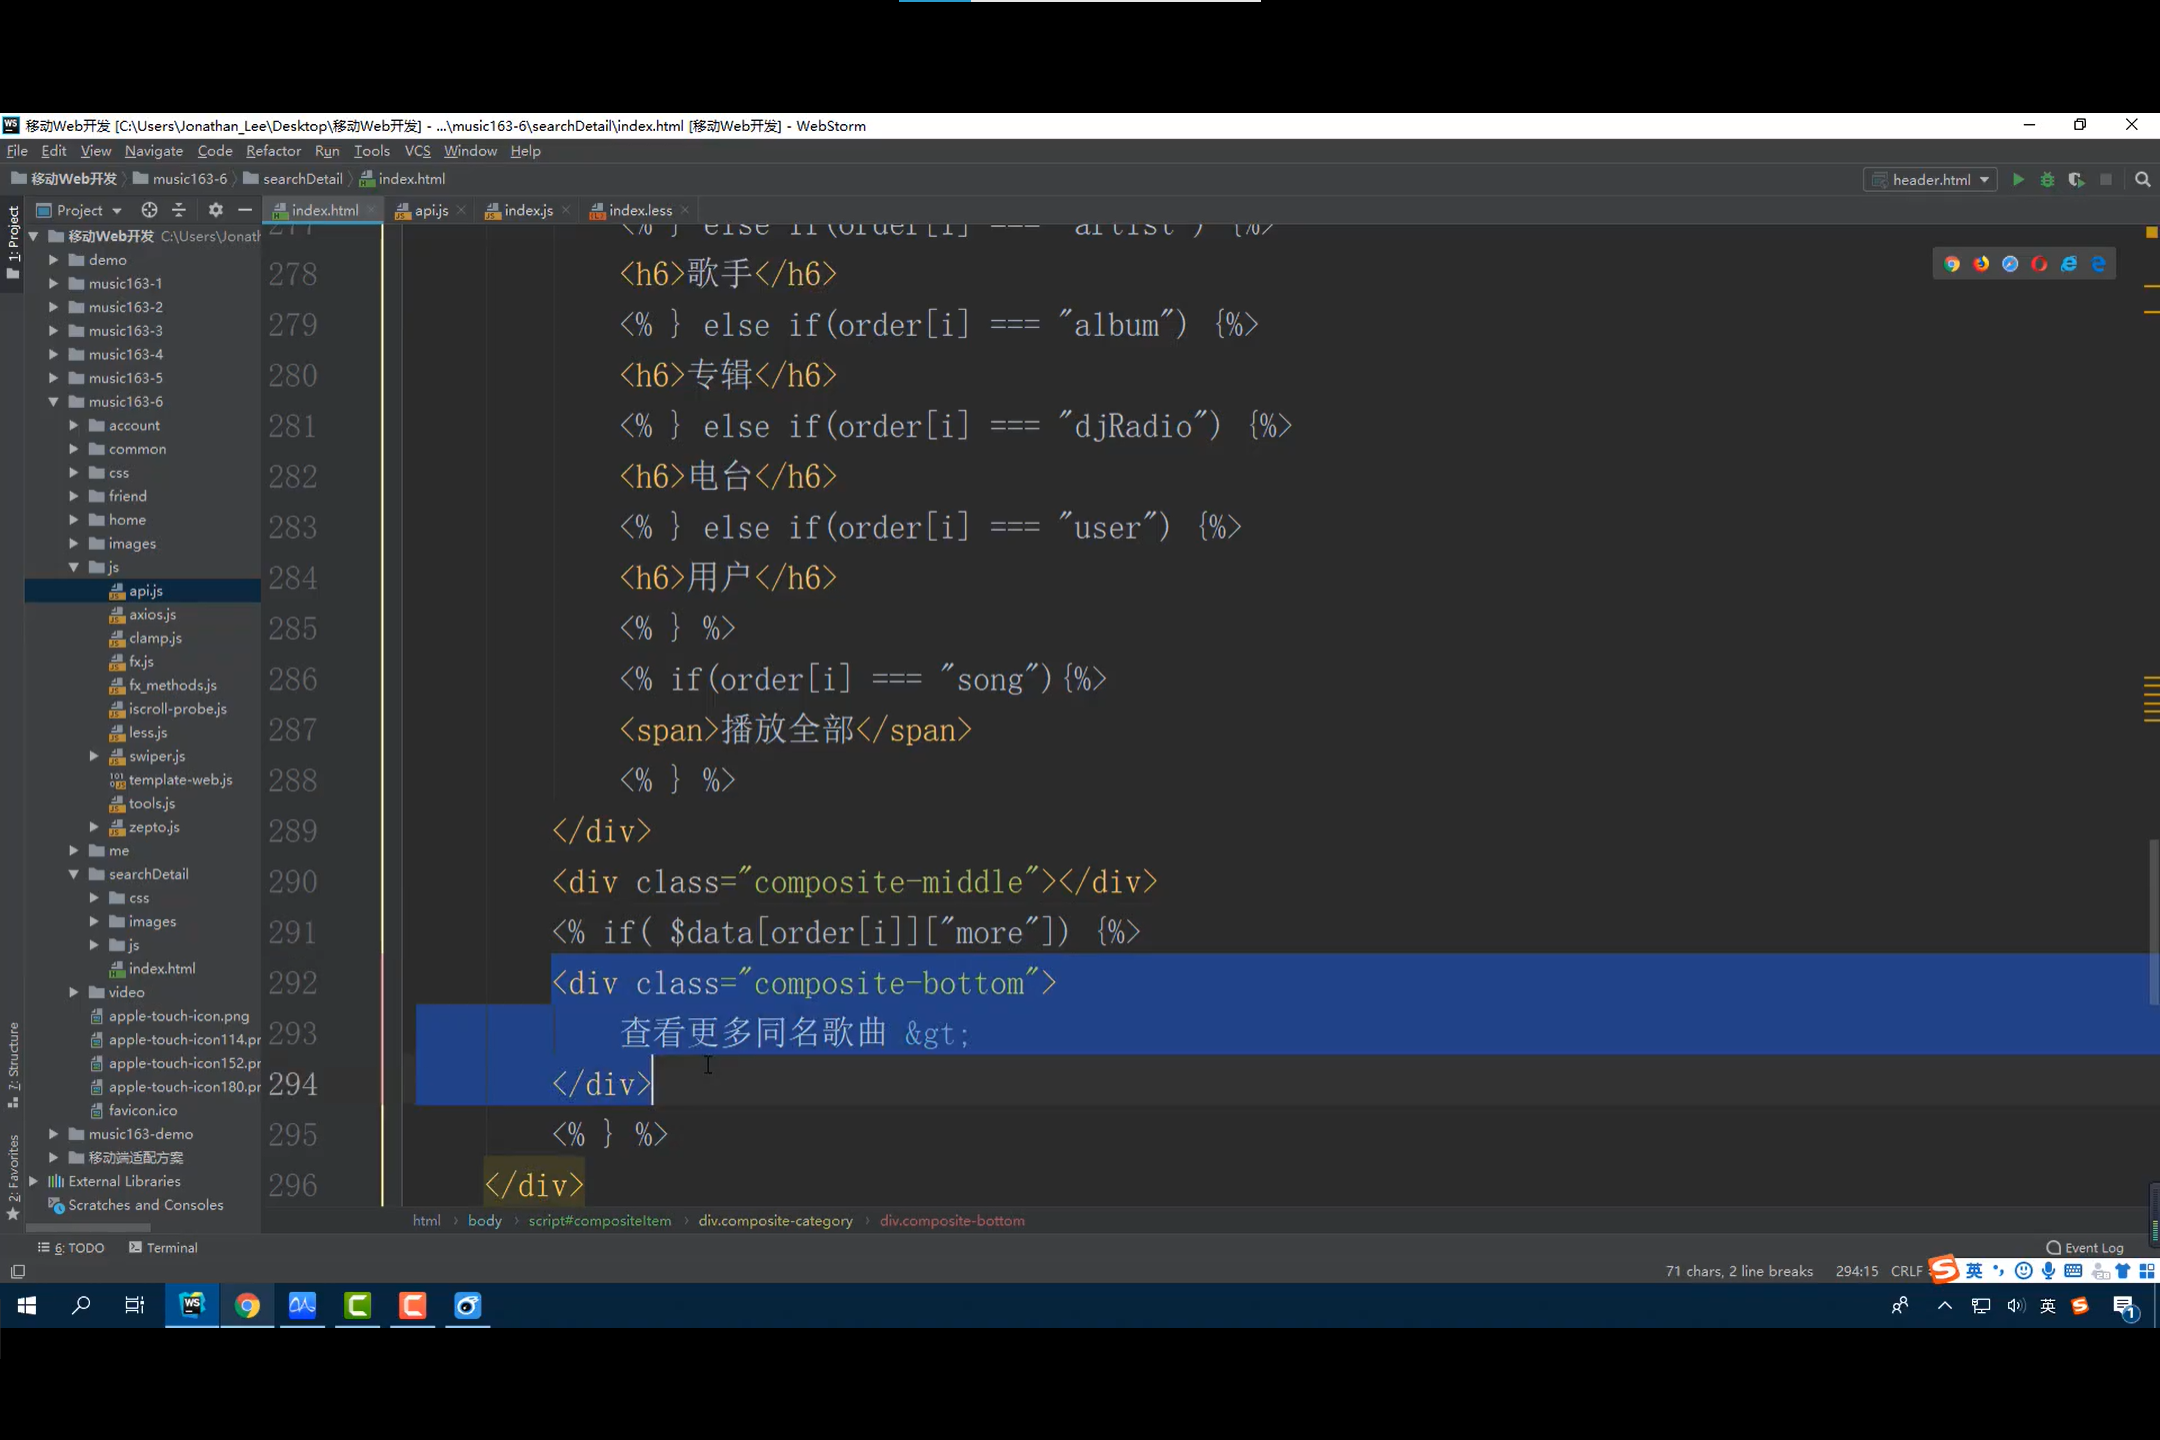 移动Web开发 [C:\Users\Jonathan_Lee\Desktop\移动Web开发] - ...\music163-6\searchDetail\index.html [移动Web开发] - WebStorm
File Edit View Navigate Code Refactor Run Tools VCS Window Help
移动Web开发 music163-6 searchDetail index.html header.html
Project index.html api.js index.js index.less
1: Project
7: Structure
2: Favorites
移动Web开发 C:\Users\Jonat
demo
music163-1
music163-2
music163-3
music163-4
music163-5
music163-6
account
common
css
friend
home
images
js
api.js
axios.js
clamp.js
fx.js
fx_methods.js
iscroll-probe.js
less.js
swiper.js
template-web.js
tools.js
zepto.js
me
searchDetail
css
images
js
index.html
video
apple-touch-icon.png
apple-touch-icon114.pr
apple-touch-icon152.pr
apple-touch-icon180.pr
favicon.ico
music163-demo
移动端适配方案
External Libraries
Scratches and Consoles
277 <% } else if(order[i] === "artist") {%>
278 <h6>歌手</h6>
279 <% } else if(order[i] === "album") {%>
280 <h6>专辑</h6>
281 <% } else if(order[i] === "djRadio") {%>
282 <h6>电台</h6>
283 <% } else if(order[i] === "user") {%>
284 <h6>用户</h6>
285 <% } %>
286 <% if(order[i] === "song"){%>
287 <span>播放全部</span>
288 <% } %>
289 </div>
290 <div class="composite-middle"></div>
291 <% if( $data[order[i]]["more"]) {%>
292 <div class="composite-bottom">
293 查看更多同名歌曲 &gt;
294 </div>
295 <% } %>
296 </div>
html body script#compositeItem div.composite-category div.composite-bottom
6: TODO Terminal Event Log
71 chars, 2 line breaks 294:15 CRLF 英
英 1